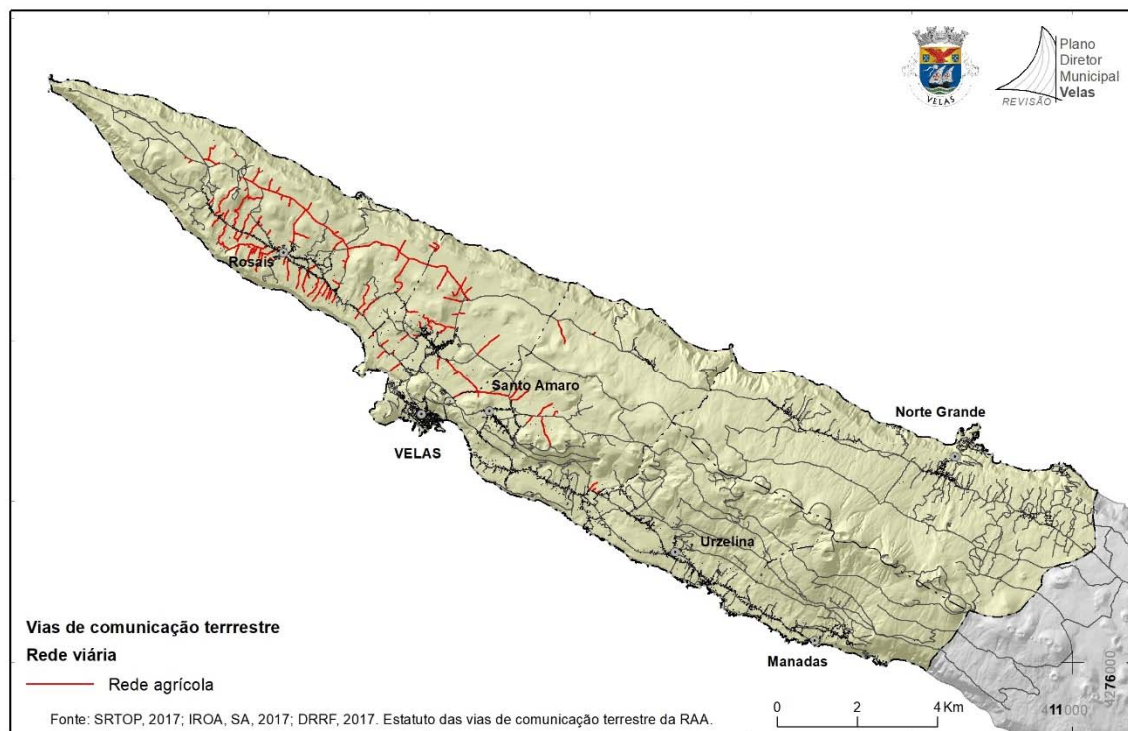 VELAS
Plano
Diretor
Municipal
Velas
REVISÃO
Rosais
Santo Amaro
VELAS
Norte Grande
Urzelina
Manadas
Vias de comunicação terrrestre
Rede viária
Rede agrícola
0 2 4 Km
4276000
411000
Fonte: SRTOP, 2017; IROA, SA, 2017; DRRF, 2017. Estatuto das vias de comunicação terrestre da RAA.